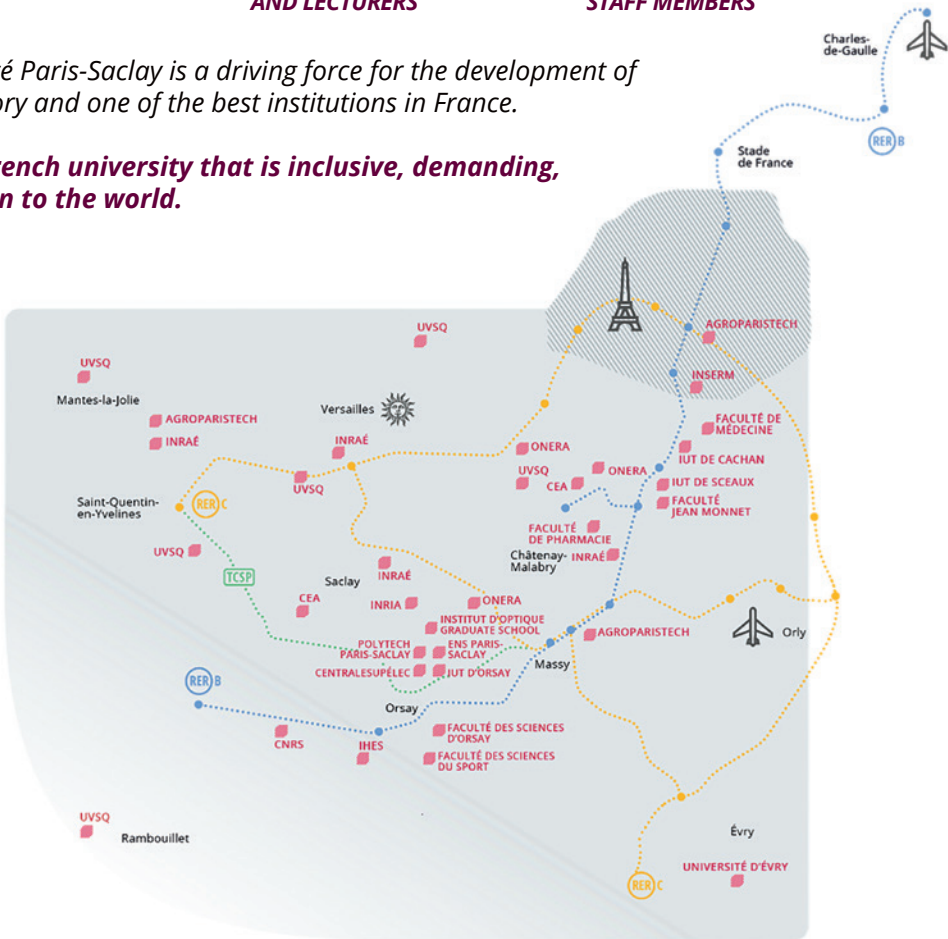 AND LECTURERS
STAFF MEMBERS
é Paris-Saclay is a driving force for the development of
ory and one of the best institutions in France.
rench university that is inclusive, demanding,
n to the world.
Charles-
de-Gaulle
RER B
Stade
de France
UVSQ
AGROPARISTECH
UVSQ
INSERM
Mantes-la-Jolie
Versailles
AGROPARISTECH
FACULTÉ DE
MÉDECINE
INRAÉ
INRAÉ
ONERA
IUT DE CACHAN
UVSQ
UVSQ
CEA
ONERA
IUT DE SCEAUX
Saint-Quentin-
en-Yvelines
RER C
FACULTÉ
JEAN MONNET
FACULTÉ
DE PHARMACIE
UVSQ
Châtenay-
Malabry
INRAÉ
TCSP
Saclay
INRAÉ
CEA
INRIA
ONERA
INSTITUT D'OPTIQUE
GRADUATE SCHOOL
AGROPARISTECH
Orly
POLYTECH
PARIS-SACLAY
ENS PARIS-
SACLAY
Massy
CENTRALESUPÉLEC
IUT D'ORSAY
RER B
Orsay
CNRS
IHES
FACULTÉ DES SCIENCES
D'ORSAY
FACULTÉ DES SCIENCES
DU SPORT
UVSQ
Rambouillet
Évry
UNIVERSITÉ D'ÉVRY
RER C